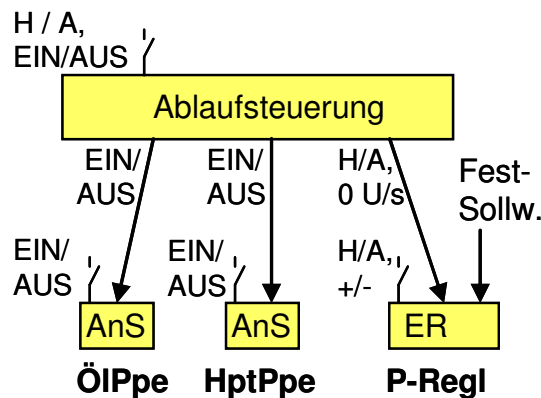 H / A,
EIN/AUS
Ablaufsteuerung
EIN/
AUS
EIN/
AUS
H/A,
0 U/s
Fest-
Sollw.
EIN/
AUS
EIN/
AUS
H/A,
+/-
AnS
AnS
ER
ÖlPpe
HptPpe
P-Regl